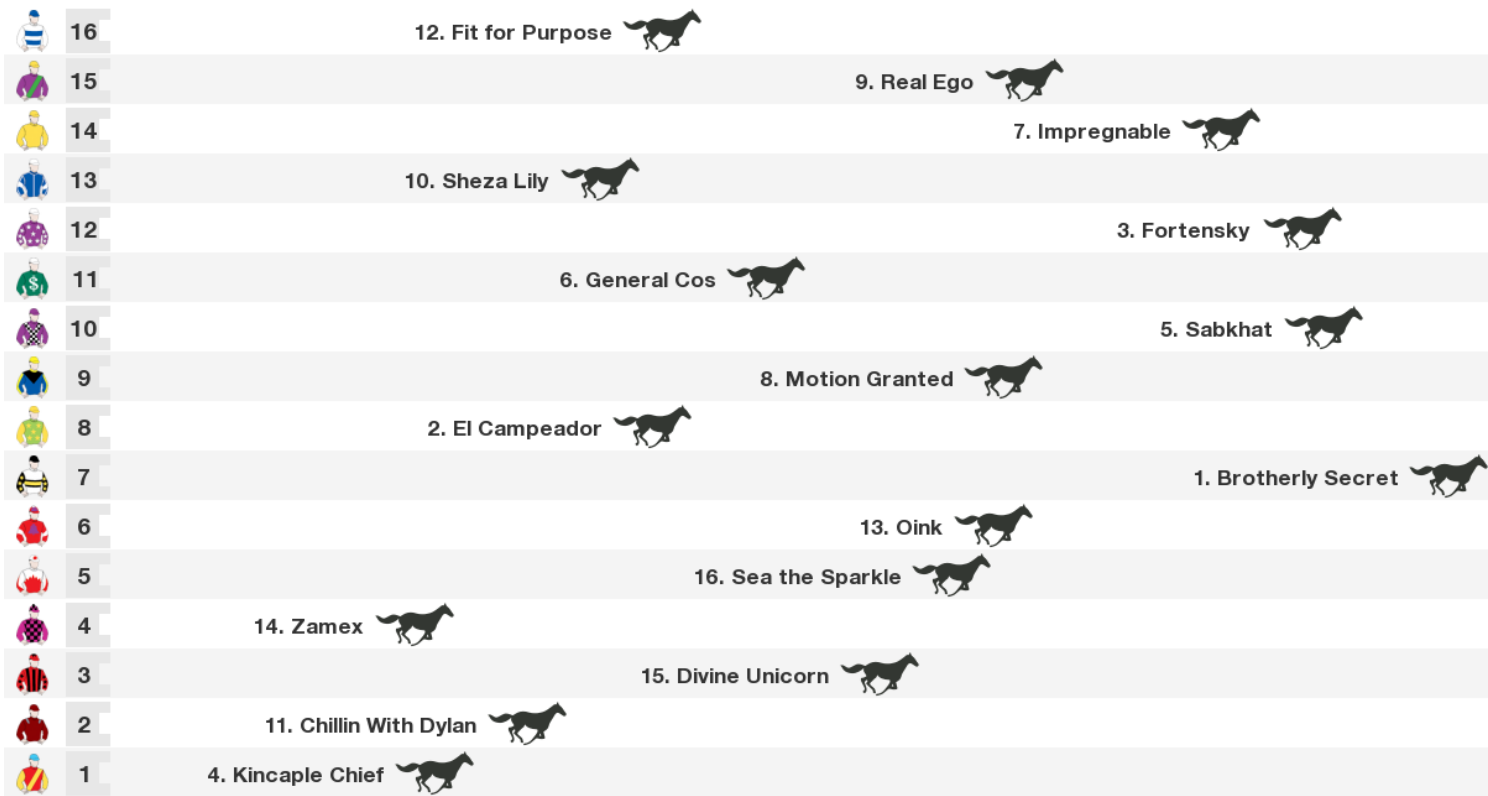 16 12. Fit for Purpose
15 9. Real Ego
14 7. Impregnable
13 10. Sheza Lily
12 3. Fortensky
$ 11 6. General Cos
10 5. Sabkhat
9 8. Motion Granted
8 2. El Campeador
7 1. Brotherly Secret
6 13. Oink
5 16. Sea the Sparkle
4 14. Zamex
3 15. Divine Unicorn
2 11. Chillin With Dylan
1 4. Kincaple Chief